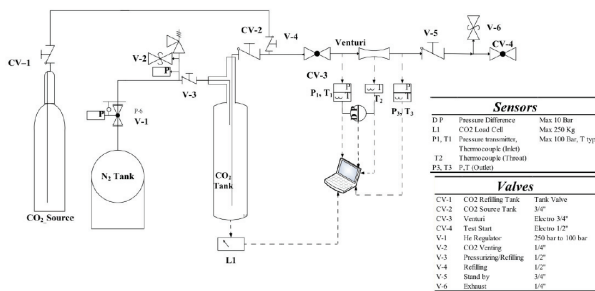 CV-2
V-4
V-5
V-6
V-2
Venturi
CV-1
P
CV-3
CV-4
V-3
P-6
P
V-1
P
T
P
P1, T1
T2
P3, T3
N2 Tank
CO2
Tank
CO2 Source
L1
Sensors
D P Pressure Difference Max 10 Bar
L1 CO2 Load Cell Max 250 Kg
P1, T1 Pressure transmitter, Max 100 Bar, T typ
Thermocouple (Inlet)
T2 Thermocouple (Throat)
P3, T3 P,T (Outlet)
Valves
CV-1 CO2 Refilling Tank Tank Valve
CV-2 CO2 Source Tank 3/4"
CV-3 Venturi Electro 3/4"
CV-4 Test Start Electro 1/2"
V-1 He Regulator 250 bar to 100 bar
V-2 CO2 Venting 1/4"
V-3 Pressurizing/Refilling 1/2"
V-4 Refilling 1/2"
V-5 Stand by 3/4"
V-6 Exhaust 1/4"